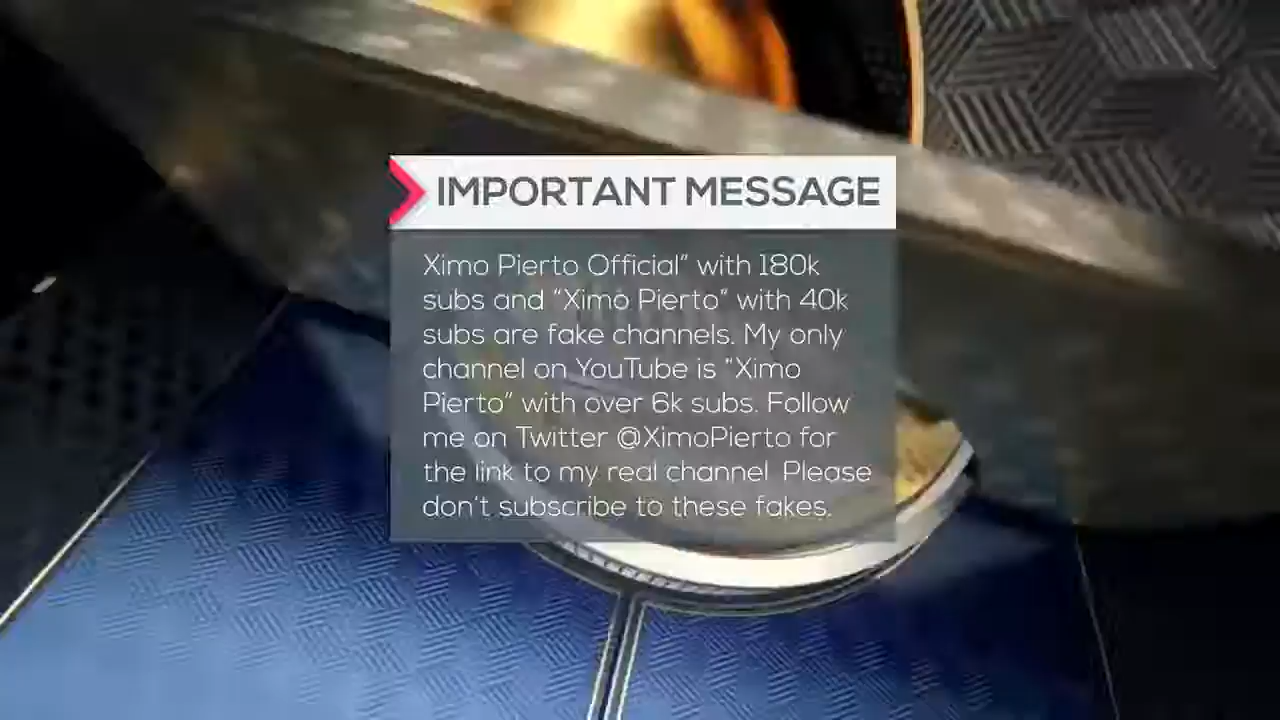 IMPORTANT MESSAGE
Ximo Pierto Official” with 180k
subs and “Ximo Pierto” with 40k
subs are fake channels. My only
channel on YouTube is “Ximo
Pierto” with over 6k subs. Follow
me on Twitter @XimoPierto for
the link to my real channel. Please
don't subscribe to these fakes.